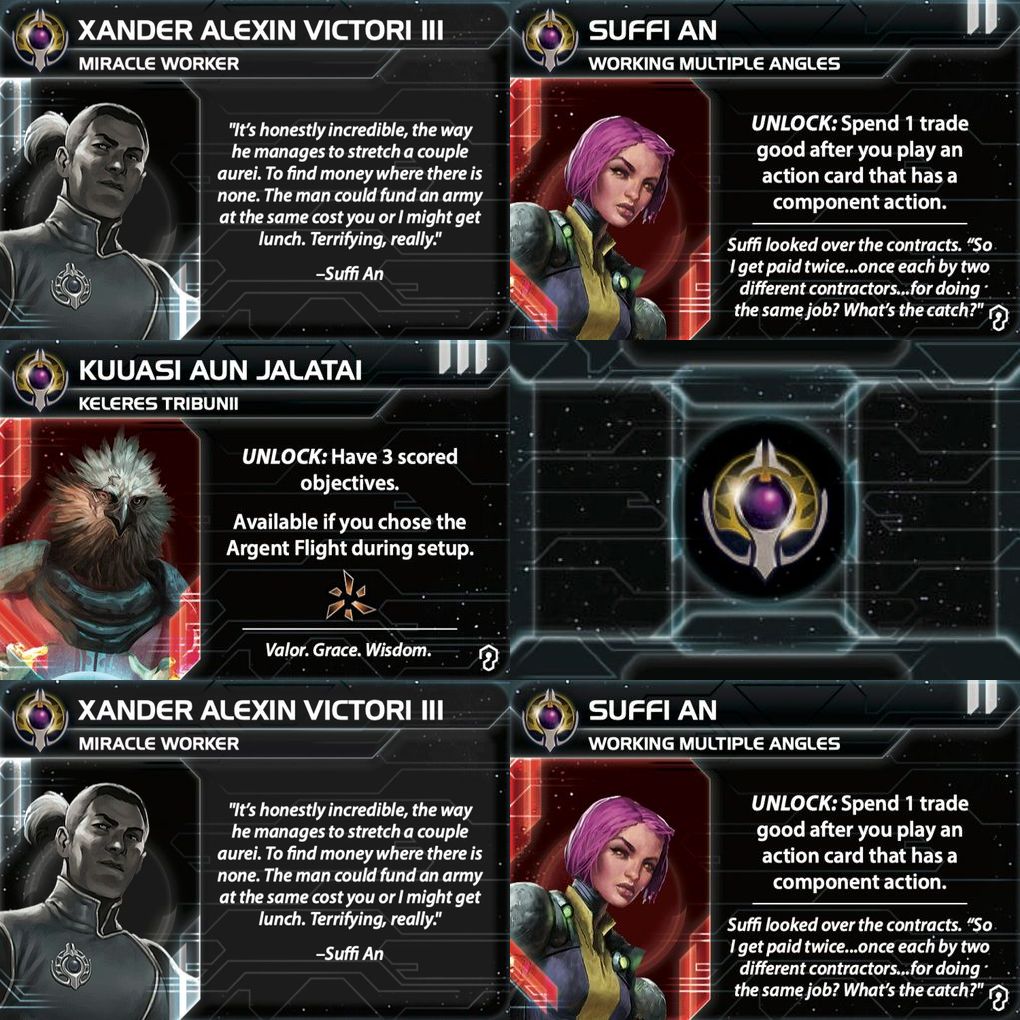 XANDER ALEXIN VICTORI III
MIRACLE WORKER
"It's honestly incredible, the way
he manages to stretch a couple
aurei. To find money where there is
none. The man could fund an army
at the same cost you or I might get
lunch. Terrifying, really."
–Suffi An
II
SUFFI AN
WORKING MULTIPLE ANGLES
UNLOCK: Spend 1 trade
good after you play an
action card that has a
component action.
Suffi looked over the contracts. “So
I get paid twice...once each by two
different contractors...for doing
the same job? What's the catch?"
III
KUUASI AUN JALATAI
KELERES TRIBUNII
UNLOCK: Have 3 scored
objectives.
Available if you chose the
Argent Flight during setup.
Valor. Grace. Wisdom.
XANDER ALEXIN VICTORI III
MIRACLE WORKER
"It's honestly incredible, the way
he manages to stretch a couple
aurei. To find money where there is
none. The man could fund an army
at the same cost you or I might get
lunch. Terrifying, really."
–Suffi An
II
SUFFI AN
WORKING MULTIPLE ANGLES
UNLOCK: Spend 1 trade
good after you play an
action card that has a
component action.
Suffi looked over the contracts. “So
I get paid twice...once each by two
different contractors...for doing
the same job? What's the catch?"